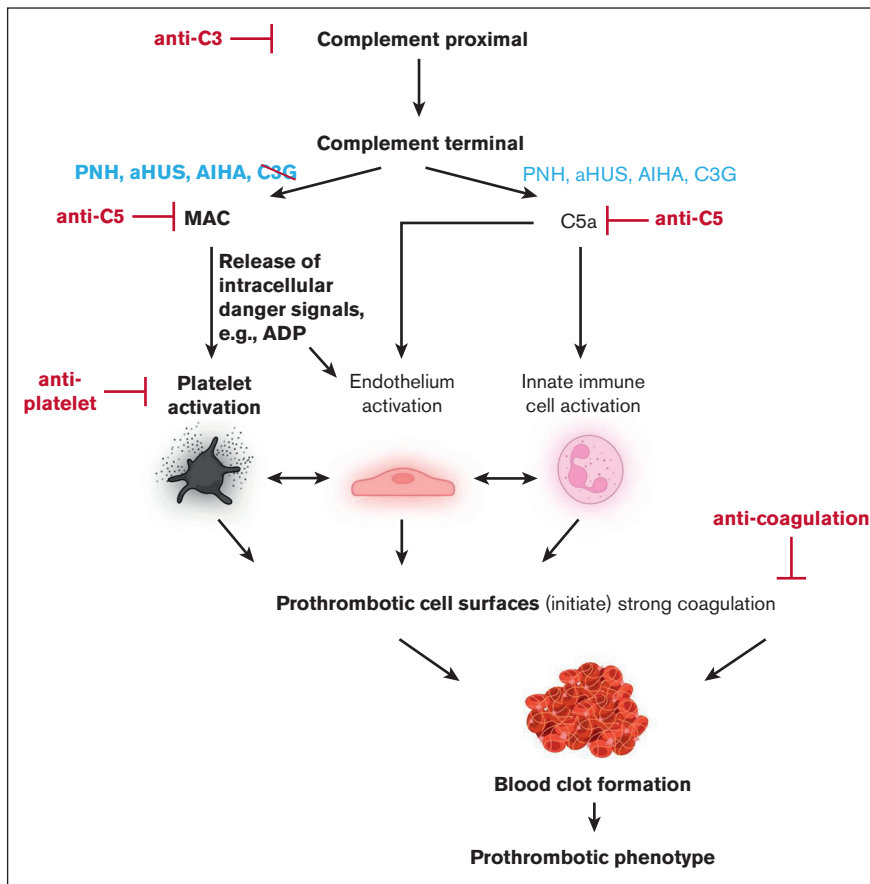 anti-C3
Complement proximal
Complement terminal
PNH, aHUS, AIHA, C3G
PNH, aHUS, AIHA, C3G
anti-C5
MAC
C5a
anti-C5
Release of
intracellular
danger signals,
e.g., ADP
anti-
platelet
Platelet
activation
Endothelium
activation
Innate immune
cell activation
anti-coagulation
Prothrombotic cell surfaces (initiate) strong coagulation
Blood clot formation
Prothrombotic phenotype